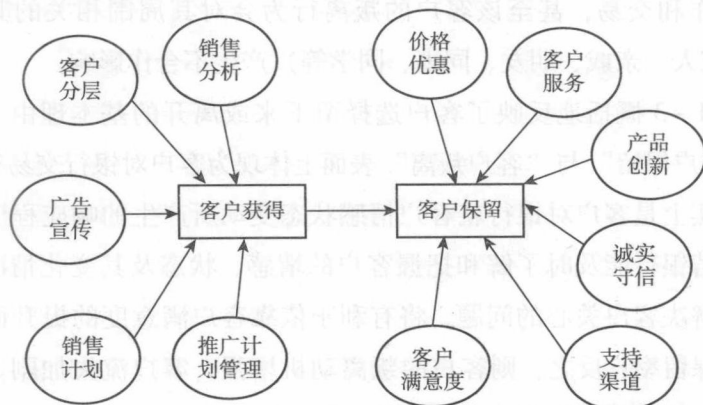 客户
分层
销售
分析
价格
优惠
客户
服务
产品
创新
广告
宣传
客户获得
客户保留
诚实
守信
销售
计划
推广计
划管理
客户
满意度
支持
渠道